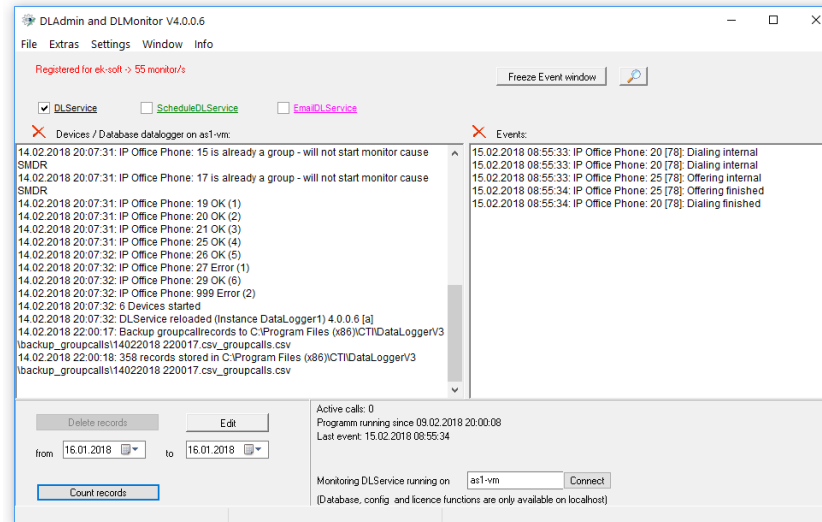 DLAdmin and DLMonitor V4.0.0.6
File Extras Settings Window Info
Registered for ek-soft -> 55 monitor/s
Freeze Event window
DLService ScheduleDLService EmailDLService
Devices / Database datalogger on as1-vm:
14.02.2018 20:07:31: IP Office Phone: 15 is already a group - will not start monitor cause
SMDR
14.02.2018 20:07:31: IP Office Phone: 17 is already a group - will not start monitor cause
SMDR
14.02.2018 20:07:31: IP Office Phone: 19 OK (1)
14.02.2018 20:07:31: IP Office Phone: 20 OK (2)
14.02.2018 20:07:31: IP Office Phone: 21 OK (3)
14.02.2018 20:07:31: IP Office Phone: 25 OK (4)
14.02.2018 20:07:32: IP Office Phone: 26 OK (5)
14.02.2018 20:07:32: IP Office Phone: 27 Error (1)
14.02.2018 20:07:32: IP Office Phone: 29 OK (6)
14.02.2018 20:07:32: IP Office Phone: 999 Error (2)
14.02.2018 20:07:32: 6 Devices started
14.02.2018 20:07:32: DLService reloaded (Instance DataLogger1) 4.0.0.6 [a]
14.02.2018 22:00:17: Backup groupcallrecords to C:\Program Files (x86)\CTI\DataLoggerV3
\backup_groupcalls\14022018 220017.csv_groupcalls.csv
14.02.2018 22:00:18: 358 records stored in C:\Program Files (x86)\CTI\DataLoggerV3
\backup_groupcalls\14022018 220017.csv_groupcalls.csv
Events:
15.02.2018 08:55:33: IP Office Phone: 20 [78]: Dialing internal
15.02.2018 08:55:33: IP Office Phone: 20 [78]: Dialing internal
15.02.2018 08:55:33: IP Office Phone: 25 [78]: Offering internal
15.02.2018 08:55:34: IP Office Phone: 25 [78]: Offering finished
15.02.2018 08:55:34: IP Office Phone: 20 [78]: Dialing finished
Delete records Edit
from 16.01.2018 to 16.01.2018
Count records
Active calls: 0
Programm running since 09.02.2018 20:00:08
Last event: 15.02.2018 08:55:34
Monitoring DLService running on as1-vm Connect
(Database, config and licence functions are only available on localhost)